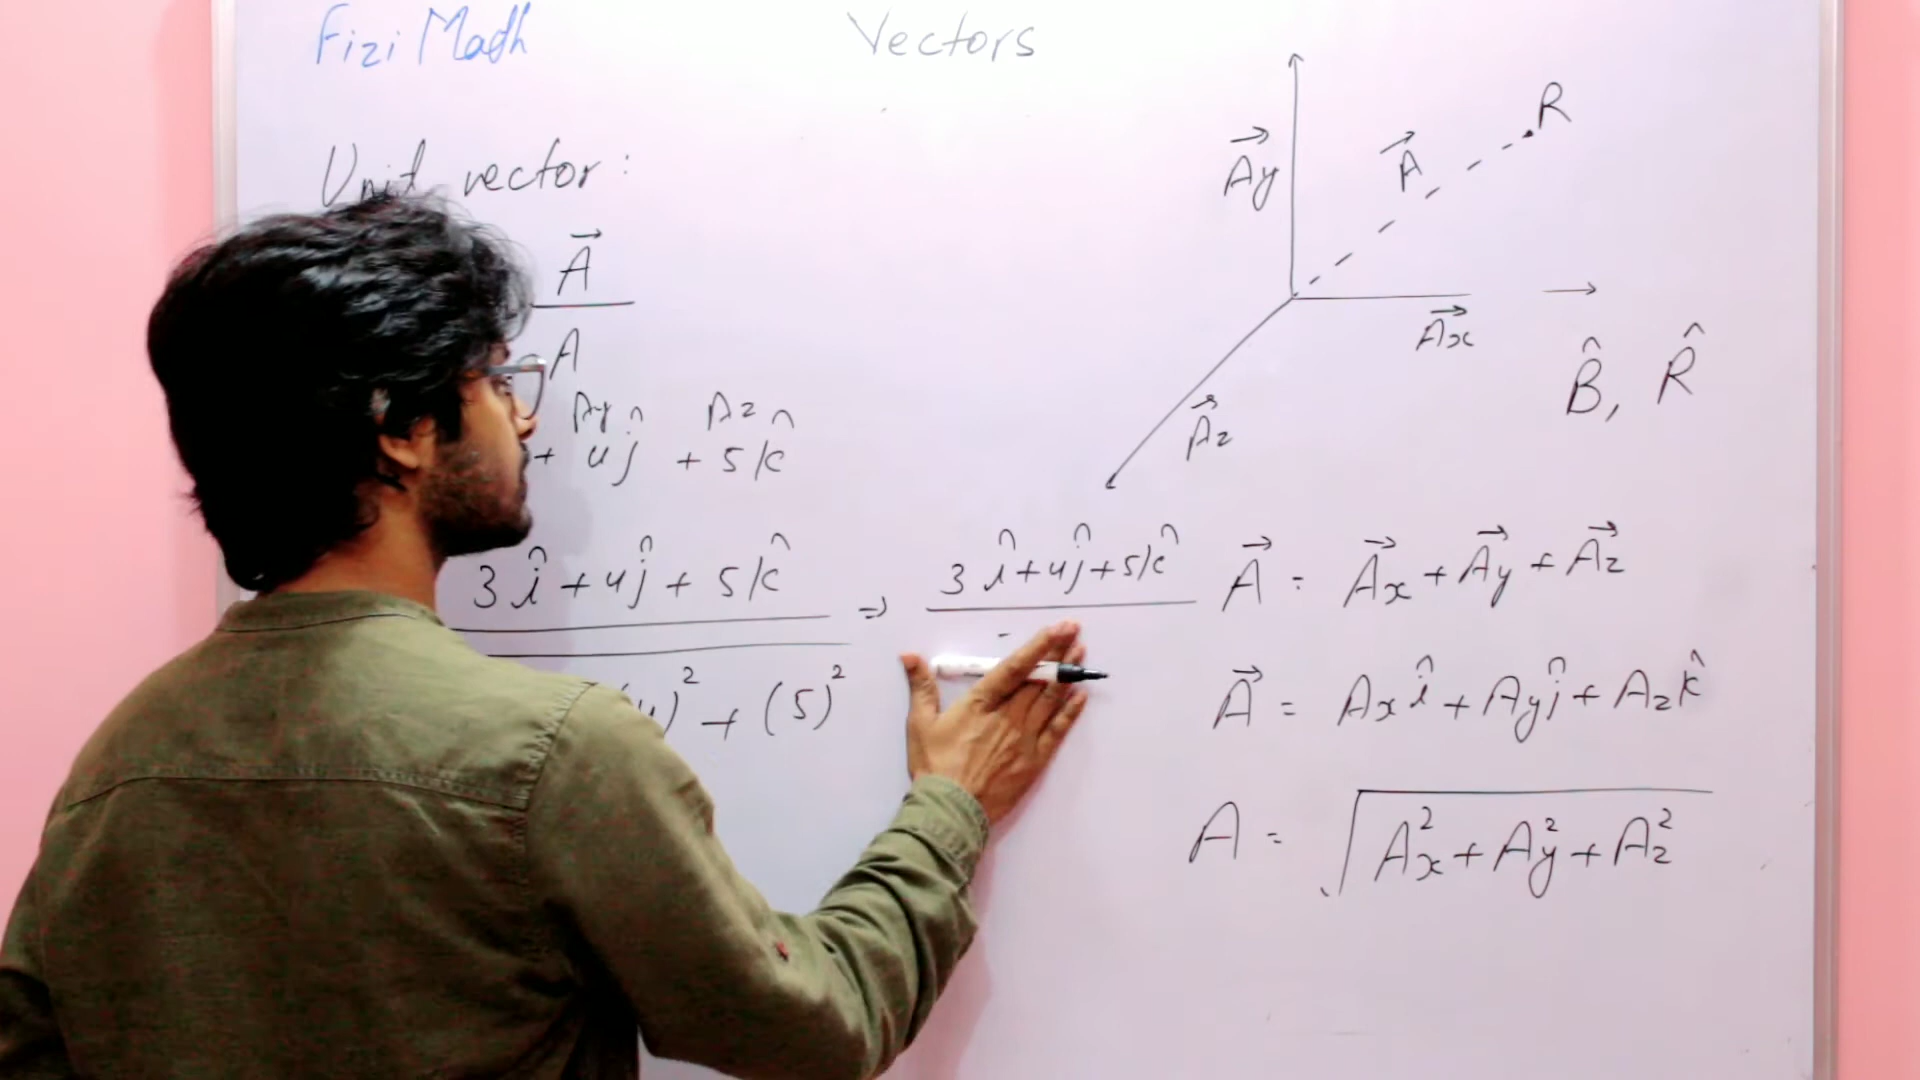 Fizi Math
Vectors
Unit vector:
A⃗
A
Ay Az
+ 4ĵ + 5k̂
3î + 4ĵ + 5k̂
4)² + (5)²
⇒ 3î + 4ĵ + 5k̂
R
A⃗y
A⃗
A⃗x
A⃗z
B̂, R̂
A⃗ = A⃗x + A⃗y + A⃗z
A⃗ = Axî + Ayĵ + Azk̂
A = √Ax² + Ay² + Az²